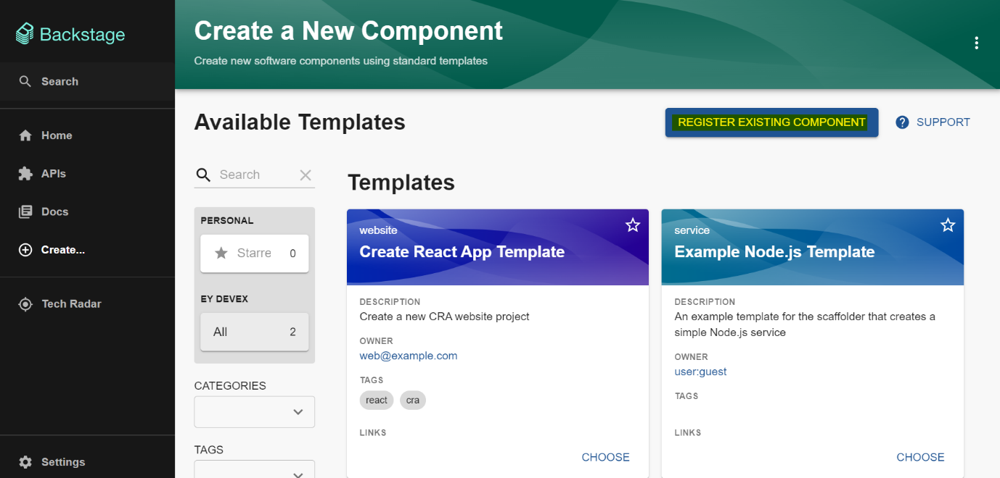 Backstage
Search
Home
APIs
Docs
Create...
Tech Radar
Settings
Create a New Component
Create new software components using standard templates
Available Templates
REGISTER EXISTING COMPONENT
SUPPORT
Search
PERSONAL
Starre 0
EY DEVEX
All 2
CATEGORIES
TAGS
Templates
website
Create React App Template
DESCRIPTION
Create a new CRA website project
OWNER
web@example.com
TAGS
react cra
LINKS
CHOOSE
service
Example Node.js Template
DESCRIPTION
An example template for the scaffolder that creates a
simple Node.js service
OWNER
user:guest
TAGS
LINKS
CHOOSE